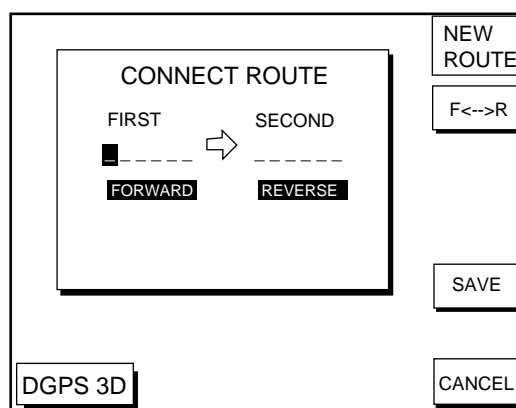 NEW
ROUTE
CONNECT ROUTE
F<-->R
FIRST SECOND
_ _ _ _ _ _ _ _ _ _ _ _
FORWARD REVERSE
SAVE
DGPS 3D
CANCEL